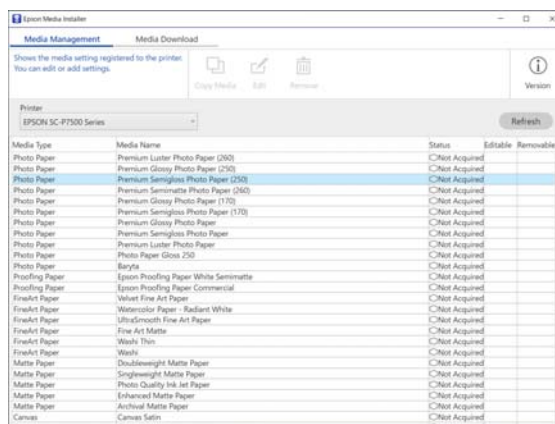 Epson Media Installer
Media Management Media Download
Shows the media setting registered to the printer.
You can edit or add settings.
Copy Media Edit Remove Version
Printer
EPSON SC-P7500 Series Refresh
Media Type Media Name Status Editable Removable
Photo Paper Premium Luster Photo Paper (260) Not Acquired
Photo Paper Premium Glossy Photo Paper (250) Not Acquired
Photo Paper Premium Semigloss Photo Paper (250) Not Acquired
Photo Paper Premium Semimatte Photo Paper (260) Not Acquired
Photo Paper Premium Glossy Photo Paper (170) Not Acquired
Photo Paper Premium Semigloss Photo Paper (170) Not Acquired
Photo Paper Premium Glossy Photo Paper Not Acquired
Photo Paper Premium Semigloss Photo Paper Not Acquired
Photo Paper Premium Luster Photo Paper Not Acquired
Photo Paper Photo Paper Gloss 250 Not Acquired
Photo Paper Baryta Not Acquired
Proofing Paper Epson Proofing Paper White Semimatte Not Acquired
Proofing Paper Epson Proofing Paper Commercial Not Acquired
FineArt Paper Velvet Fine Art Paper Not Acquired
FineArt Paper Watercolor Paper - Radiant White Not Acquired
FineArt Paper UltraSmooth Fine Art Paper Not Acquired
FineArt Paper Fine Art Matte Not Acquired
FineArt Paper Washi Thin Not Acquired
FineArt Paper Washi Not Acquired
Matte Paper Doubleweight Matte Paper Not Acquired
Matte Paper Singleweight Matte Paper Not Acquired
Matte Paper Photo Quality Ink Jet Paper Not Acquired
Matte Paper Enhanced Matte Paper Not Acquired
Matte Paper Archival Matte Paper Not Acquired
Canvas Canvas Satin Not Acquired